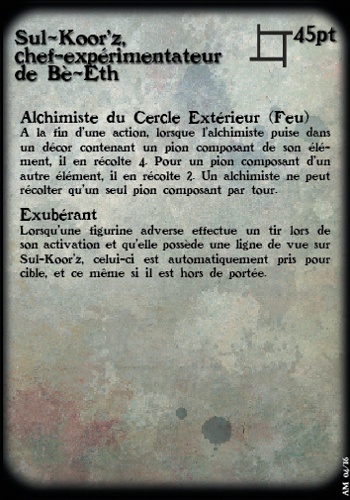 Sul~Koor'z,
chef-expérimentateur
de Bè~Eth
45pt
Alchimiste du Cercle Extérieur (Feu)
A la fin d'une action, lorsque l'alchimiste puise dans
un décor contenant un pion composant de son élé-
ment, il en récolte 4. Pour un pion composant d'un
autre élément, il en récolte 2. Un alchimiste ne peut
récolter qu'un seul pion composant par tour.
Exubérant
Lorsqu'une figurine adverse effectue un tir lors de
son activation et qu'elle possède une ligne de vue sur
Sul-Koor'z, celui-ci est automatiquement pris pour
cible, et ce même si il est hors de portée.
AM 04/16